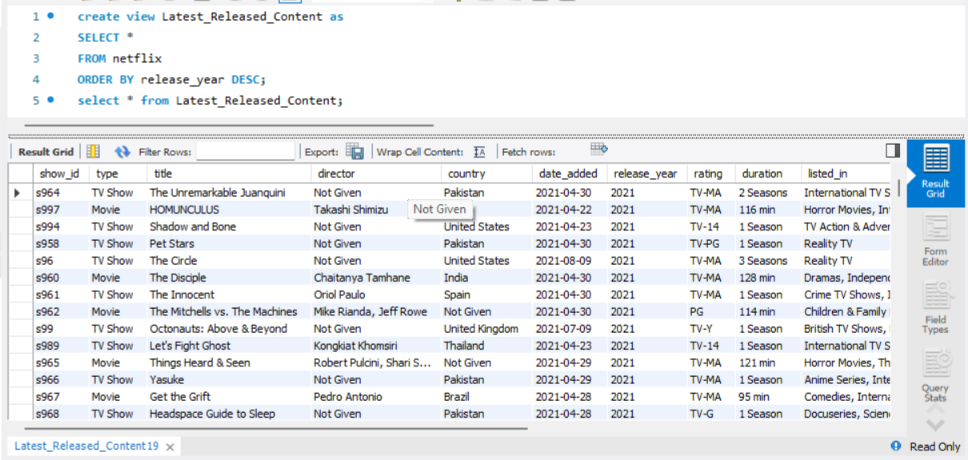 1 create view Latest_Released_Content as
2 SELECT *
3 FROM netflix
4 ORDER BY release_year DESC;
5 select * from Latest_Released_Content;
Result Grid Filter Rows: Export: Wrap Cell Content: IA Fetch rows:
show_id type title director country date_added release_year rating duration listed_in
s964 TV Show The Unremarkable Juanquini Not Given Pakistan 2021-04-30 2021 TV-MA 2 Seasons International TV S
s997 Movie HOMUNCULUS Takashi Shimizu Not Given 2021-04-22 2021 TV-MA 116 min Horror Movies, In
s994 TV Show Shadow and Bone Not Given United States 2021-04-23 2021 TV-14 1 Season TV Action & Adver
s958 TV Show Pet Stars Not Given Pakistan 2021-04-30 2021 TV-PG 1 Season Reality TV
s96 TV Show The Circle Not Given United States 2021-08-09 2021 TV-MA 3 Seasons Reality TV
s960 Movie The Disciple Chaitanya Tamhane India 2021-04-30 2021 TV-MA 128 min Dramas, Independ
s961 TV Show The Innocent Oriol Paulo Spain 2021-04-30 2021 TV-MA 1 Season Crime TV Shows, I
s962 Movie The Mitchells vs. The Machines Mike Rianda, Jeff Rowe Not Given 2021-04-30 2021 PG 114 min Children & Family
s99 TV Show Octonauts: Above & Beyond Not Given United Kingdom 2021-07-09 2021 TV-Y 1 Season British TV Shows,
s989 TV Show Let's Fight Ghost Kongkiat Khomsiri Thailand 2021-04-23 2021 TV-14 1 Season International TV S
s965 Movie Things Heard & Seen Robert Pulcini, Shari S... Not Given 2021-04-29 2021 TV-MA 121 min Horror Movies, Th
s966 TV Show Yasuke Not Given Pakistan 2021-04-29 2021 TV-MA 1 Season Anime Series, Inte
s967 Movie Get the Grift Pedro Antonio Brazil 2021-04-28 2021 TV-MA 95 min Comedies, Interna
s968 TV Show Headspace Guide to Sleep Not Given Pakistan 2021-04-28 2021 TV-G 1 Season Docuseries, Scien
Result
Grid
Form
Editor
Field
Types
Query
Stats
Latest_Released_Content19 Read Only